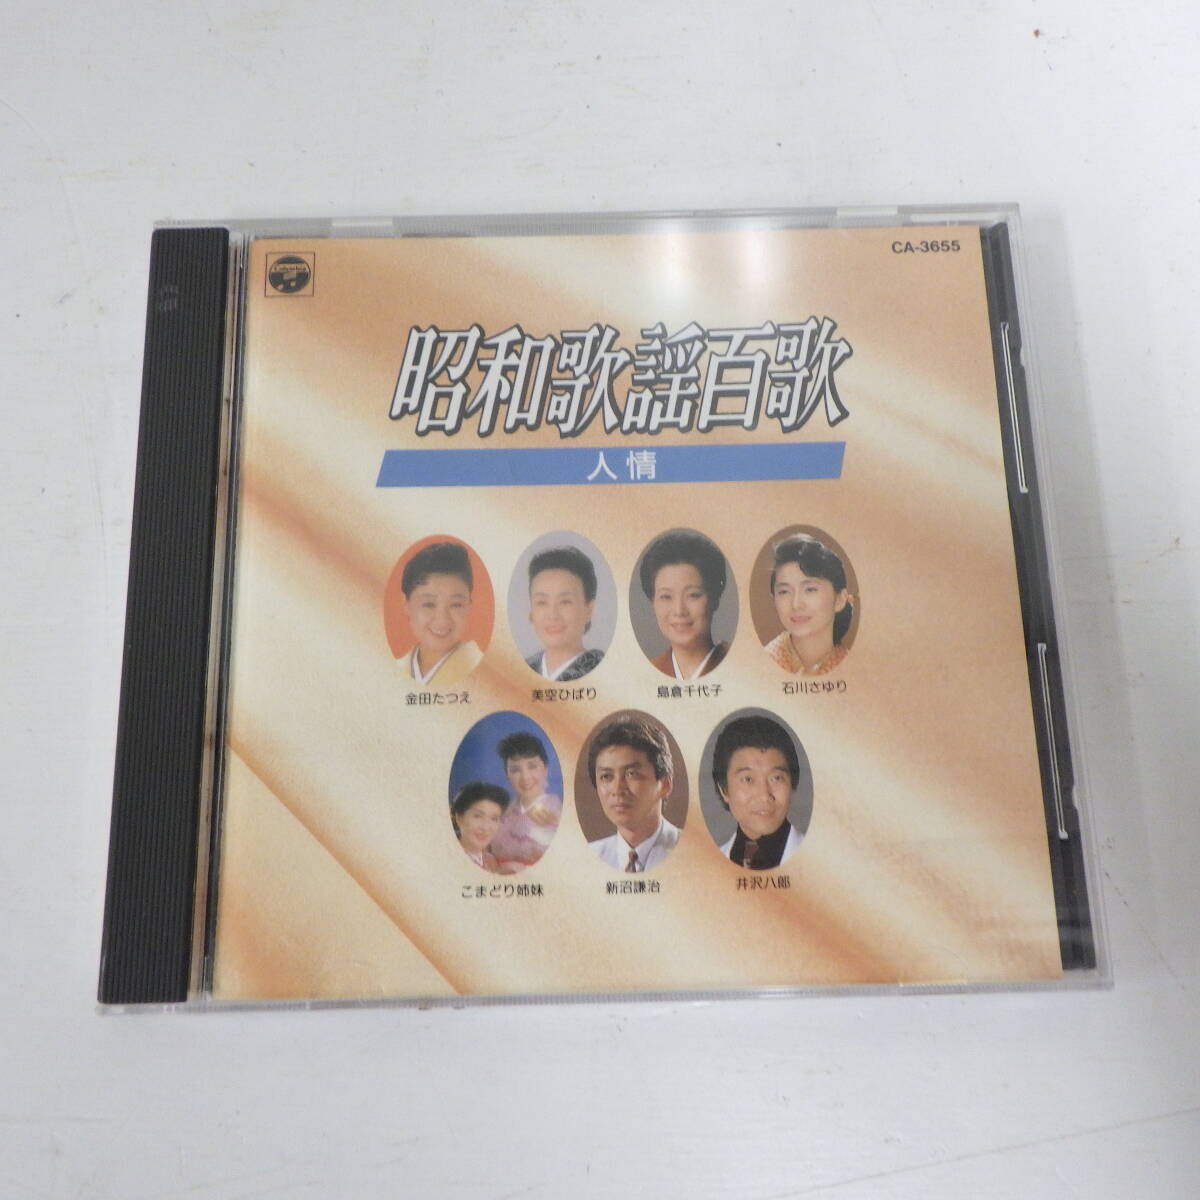 CA-3655
Columbia
昭和歌謡百歌
人情
金田たつえ
美空ひばり
島倉千代子
石川さゆり
こまどり姉妹
新沼謙治
井沢八郎